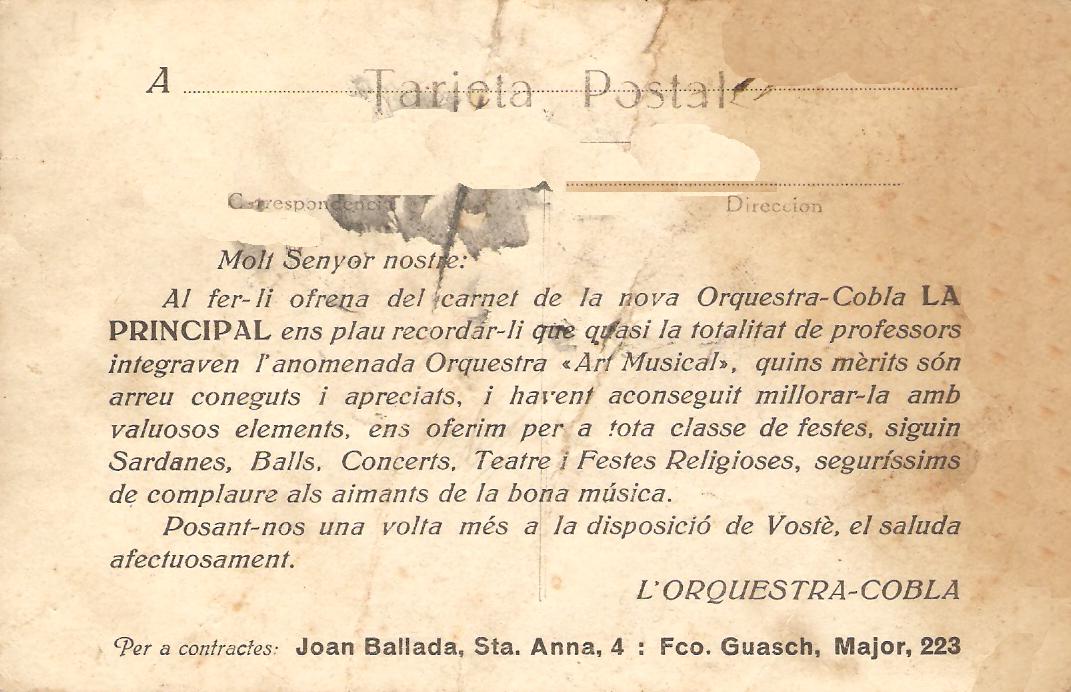 A
Tarjeta Postal
Correspondencia
Direccion
Molt Senyor nostre:
Al fer-li ofrena del carnet de la nova Orquestra-Cobla LA
PRINCIPAL ens plau recordar-li que quasi la totalitat de professors
integraven l'anomenada Orquestra «Art Musical», quins mèrits són
arreu coneguts i apreciats, i havent aconseguit millorar-la amb
valuosos elements, ens oferim per a tota classe de festes, siguin
Sardanes, Balls, Concerts, Teatre i Festes Religioses, seguríssims
de complaure als aimants de la bona música.
Posant-nos una volta més a la disposició de Vostè, el saluda
afectuosament.
L'ORQUESTRA-COBLA
Per a contractes: Joan Ballada, Sta. Anna, 4 : Fco. Guasch, Major, 223